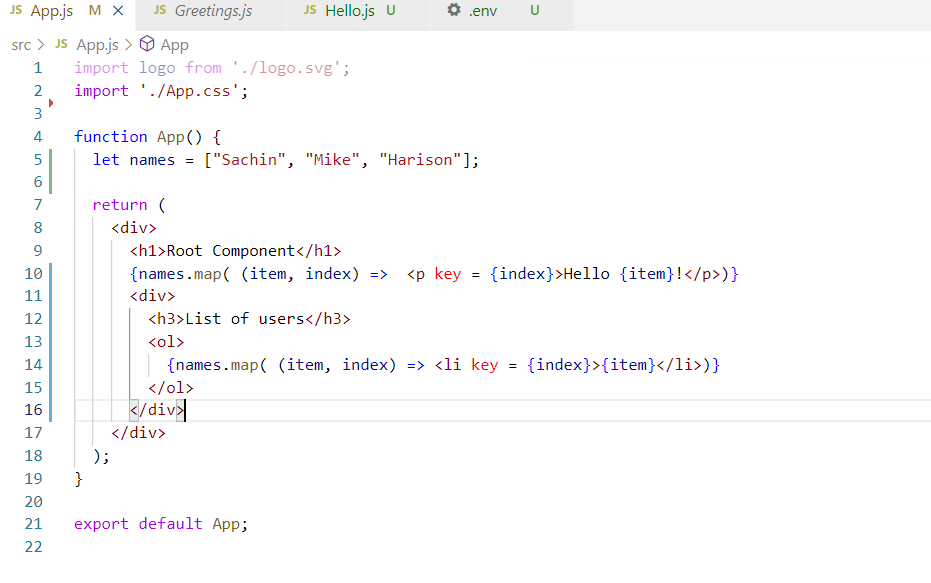 JS App.js M × JS Greetings.js JS Hello.js U .env U
src > JS App.js > App
1 import logo from './logo.svg';
2 import './App.css';
3
4 function App() {
5   let names = ["Sachin", "Mike", "Harison"];
6
7   return (
8     <div>
9       <h1>Root Component</h1>
10       {names.map( (item, index) =>  <p key = {index}>Hello {item}!</p>)}
11       <div>
12         <h3>List of users</h3>
13         <ol>
14           {names.map( (item, index) => <li key = {index}>{item}</li>)}
15         </ol>
16       </div>
17     </div>
18   );
19 }
20
21 export default App;
22